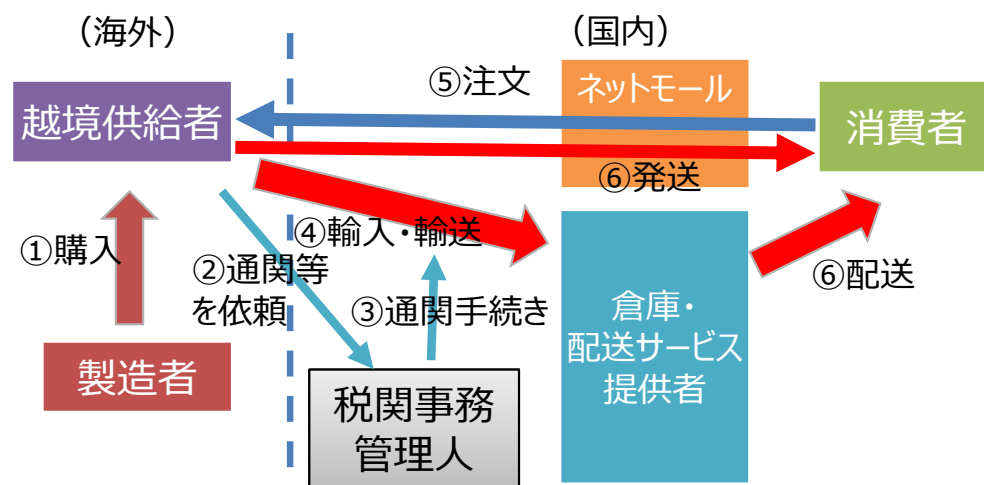 （海外）
（国内）
⑤注文
ネットモール
越境供給者
消費者
⑥発送
④輸入・輸送
①購入
②通関等
を依頼
③通関手続き
⑥配送
倉庫・
配送サービス
提供者
製造者
税関事務
管理人